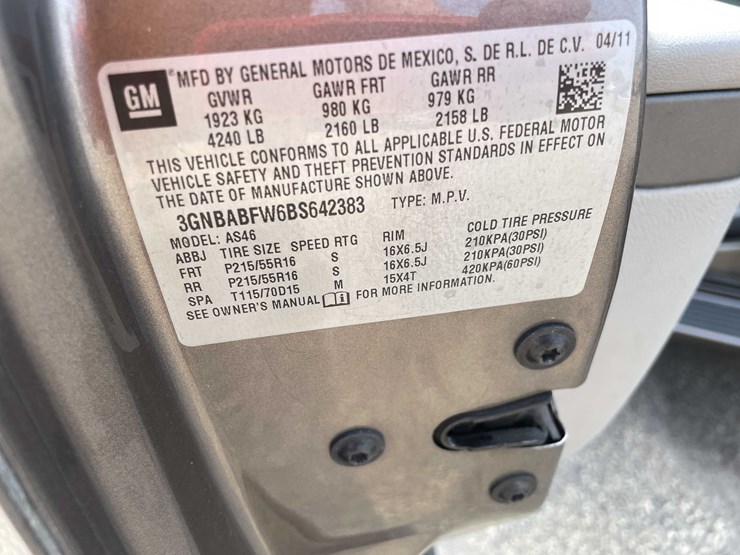 GM
MFD BY GENERAL MOTORS DE MEXICO, S. DE R.L. DE C.V. 04/11
GVWR GAWR FRT GAWR RR
1923 KG 980 KG 979 KG
4240 LB 2160 LB 2158 LB
THIS VEHICLE CONFORMS TO ALL APPLICABLE U.S. FEDERAL MOTOR
VEHICLE SAFETY AND THEFT PREVENTION STANDARDS IN EFFECT ON
THE DATE OF MANUFACTURE SHOWN ABOVE.
3GNBABFW6BS642383 TYPE: M.P.V.
MODEL: AS46
ABBJ TIRE SIZE SPEED RTG RIM COLD TIRE PRESSURE
FRT P215/55R16 S 16X6.5J 210KPA(30PSI)
RR P215/55R16 S 16X6.5J 210KPA(30PSI)
SPA T115/70D15 M 15X4T 420KPA(60PSI)
SEE OWNER'S MANUAL FOR MORE INFORMATION.